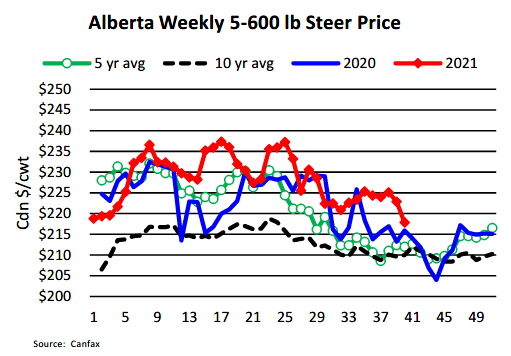 Alberta Weekly 5-600 lb Steer Price
5 yr avg 10 yr avg 2020 2021
Cdn $/cwt
$250
$245
$240
$235
$230
$225
$220
$215
$210
$205
$200
1 5 9 13 17 21 25 29 33 37 41 45 49
Source: Canfax